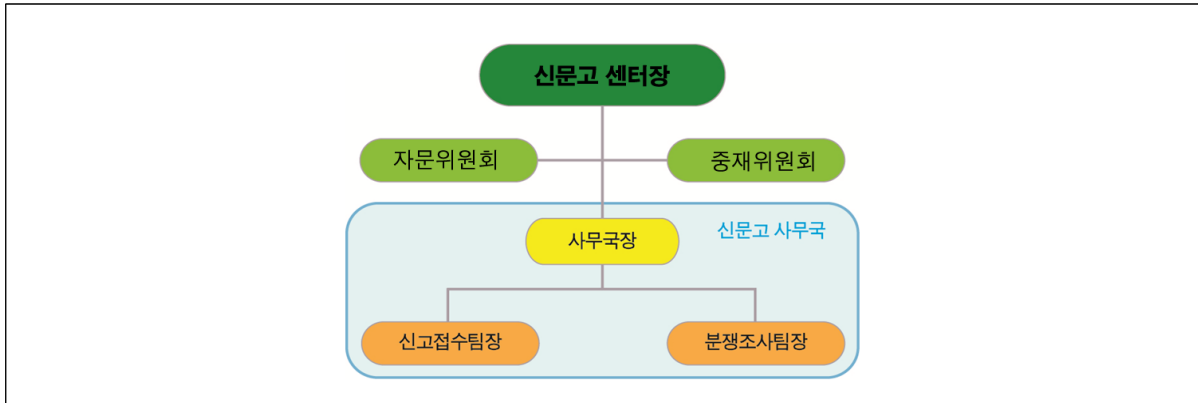 신문고 센터장
자문위원회
중재위원회
신문고 사무국
사무국장
신고접수팀장
분쟁조사팀장